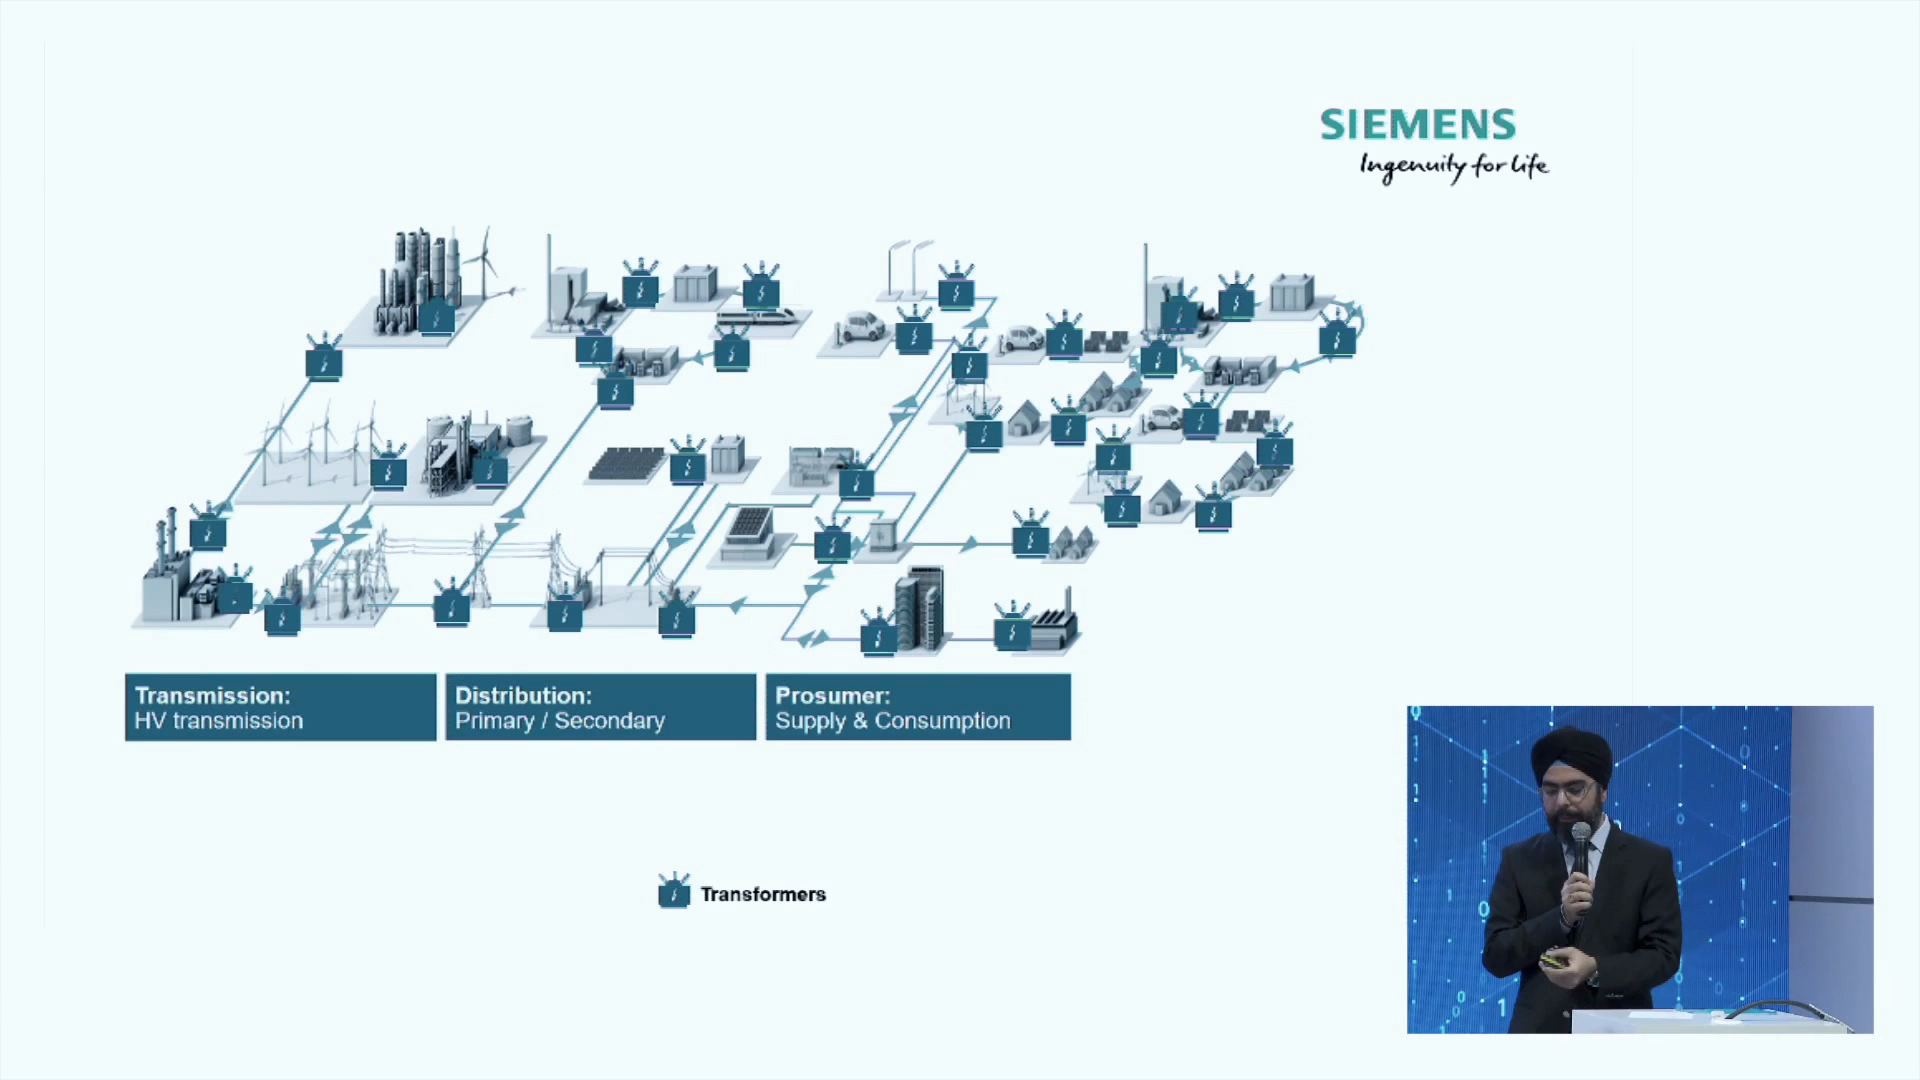 SIEMENS
Ingenuity for life
Transmission:
HV transmission
Distribution:
Primary / Secondary
Prosumer:
Supply & Consumption
Transformers